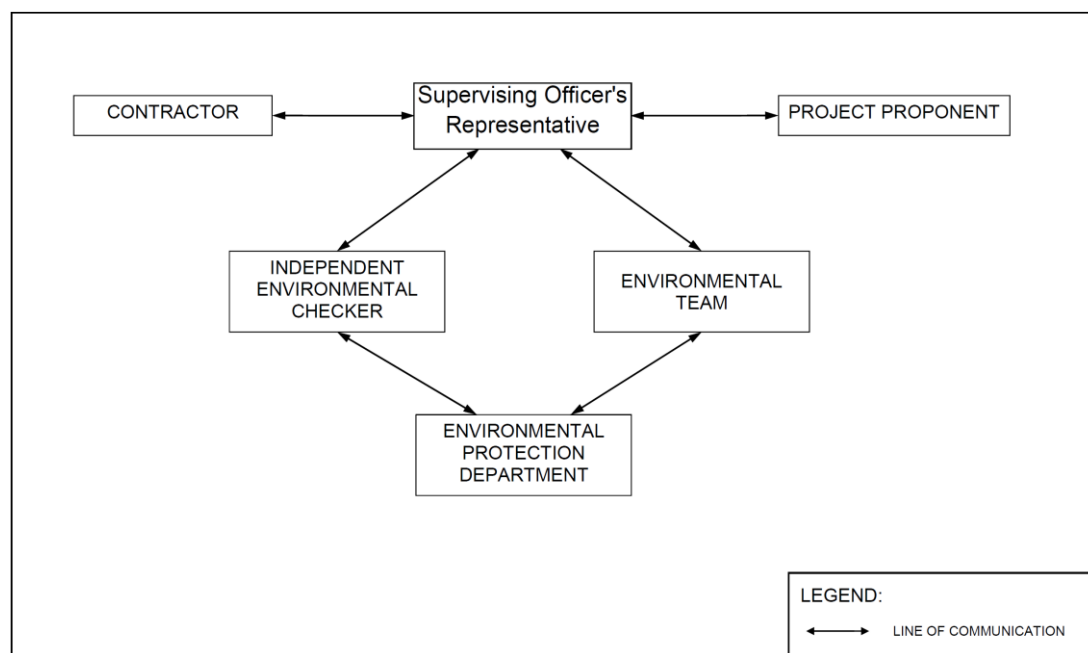 CONTRACTOR
Supervising Officer's
Representative
PROJECT PROPONENT
INDEPENDENT
ENVIRONMENTAL
CHECKER
ENVIRONMENTAL
TEAM
ENVIRONMENTAL
PROTECTION
DEPARTMENT
LEGEND:
LINE OF COMMUNICATION